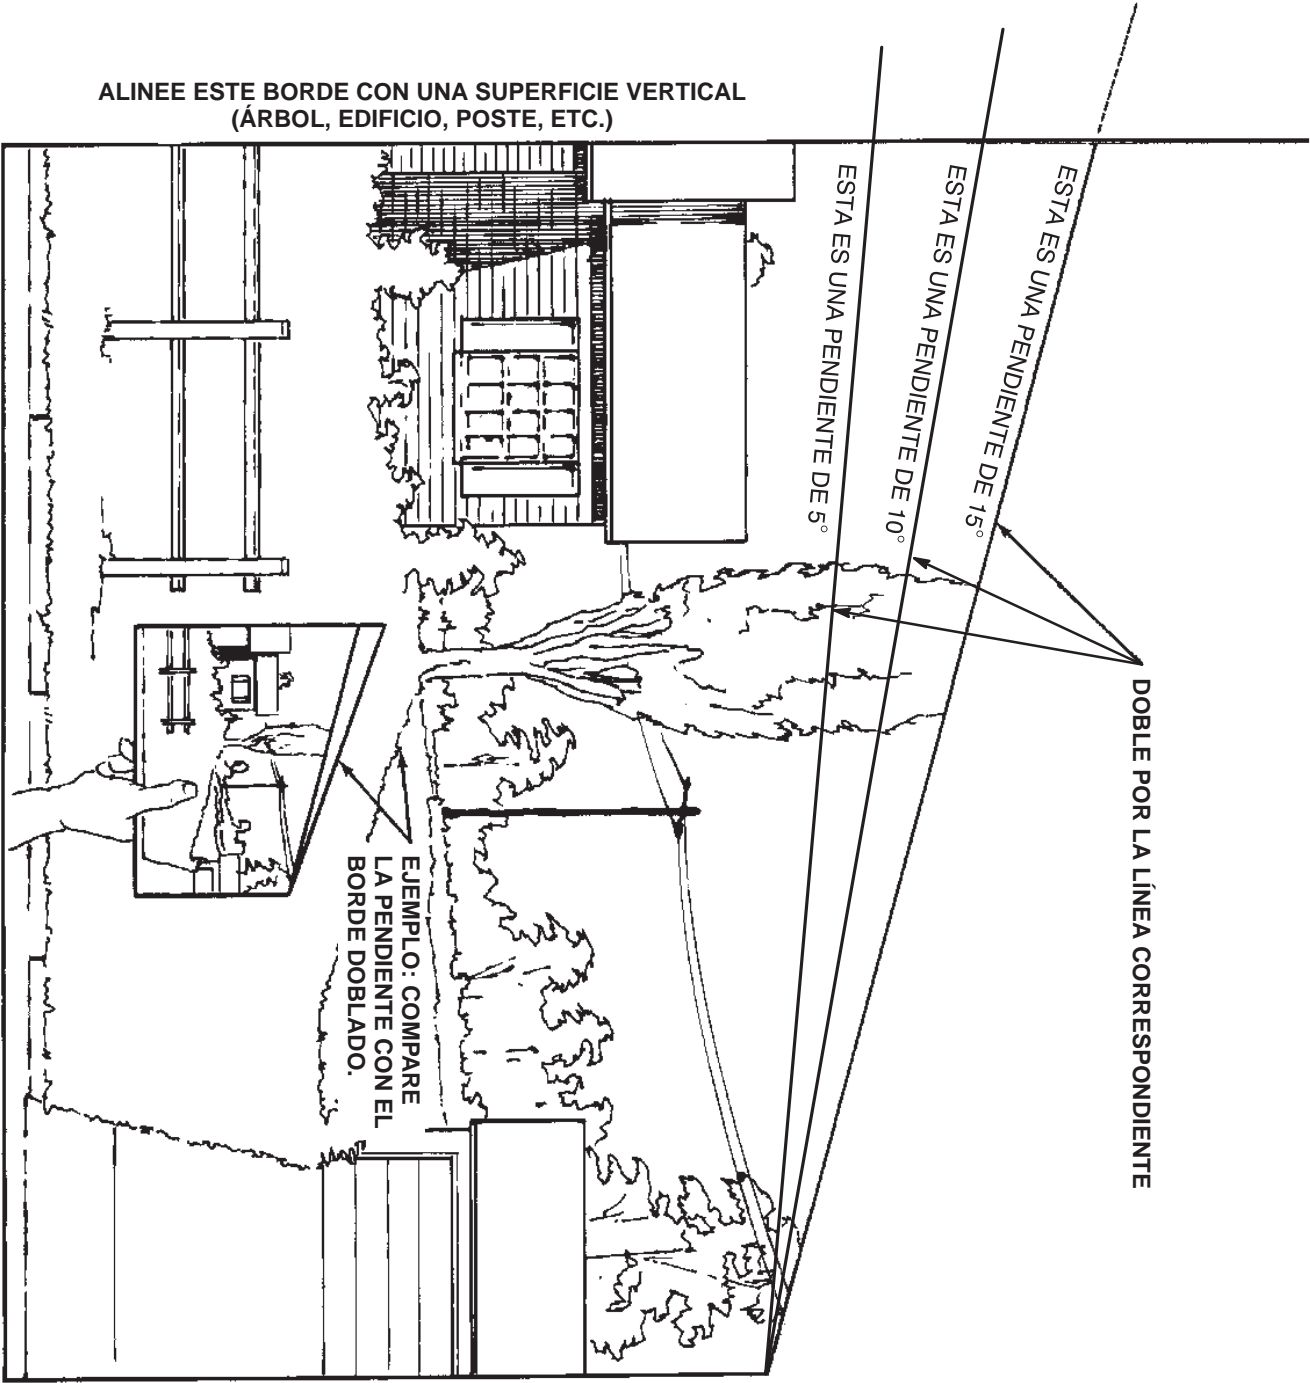 ALINEE ESTE BORDE CON UNA SUPERFICIE VERTICAL
(ÁRBOL, EDIFICIO, POSTE, ETC.)
ESTA ES UNA PENDIENTE DE 15°
ESTA ES UNA PENDIENTE DE 10°
ESTA ES UNA PENDIENTE DE 5°
DOBLE POR LA LÍNEA CORRESPONDIENTE
EJEMPLO: COMPARE
LA PENDIENTE CON EL
BORDE DOBLADO.